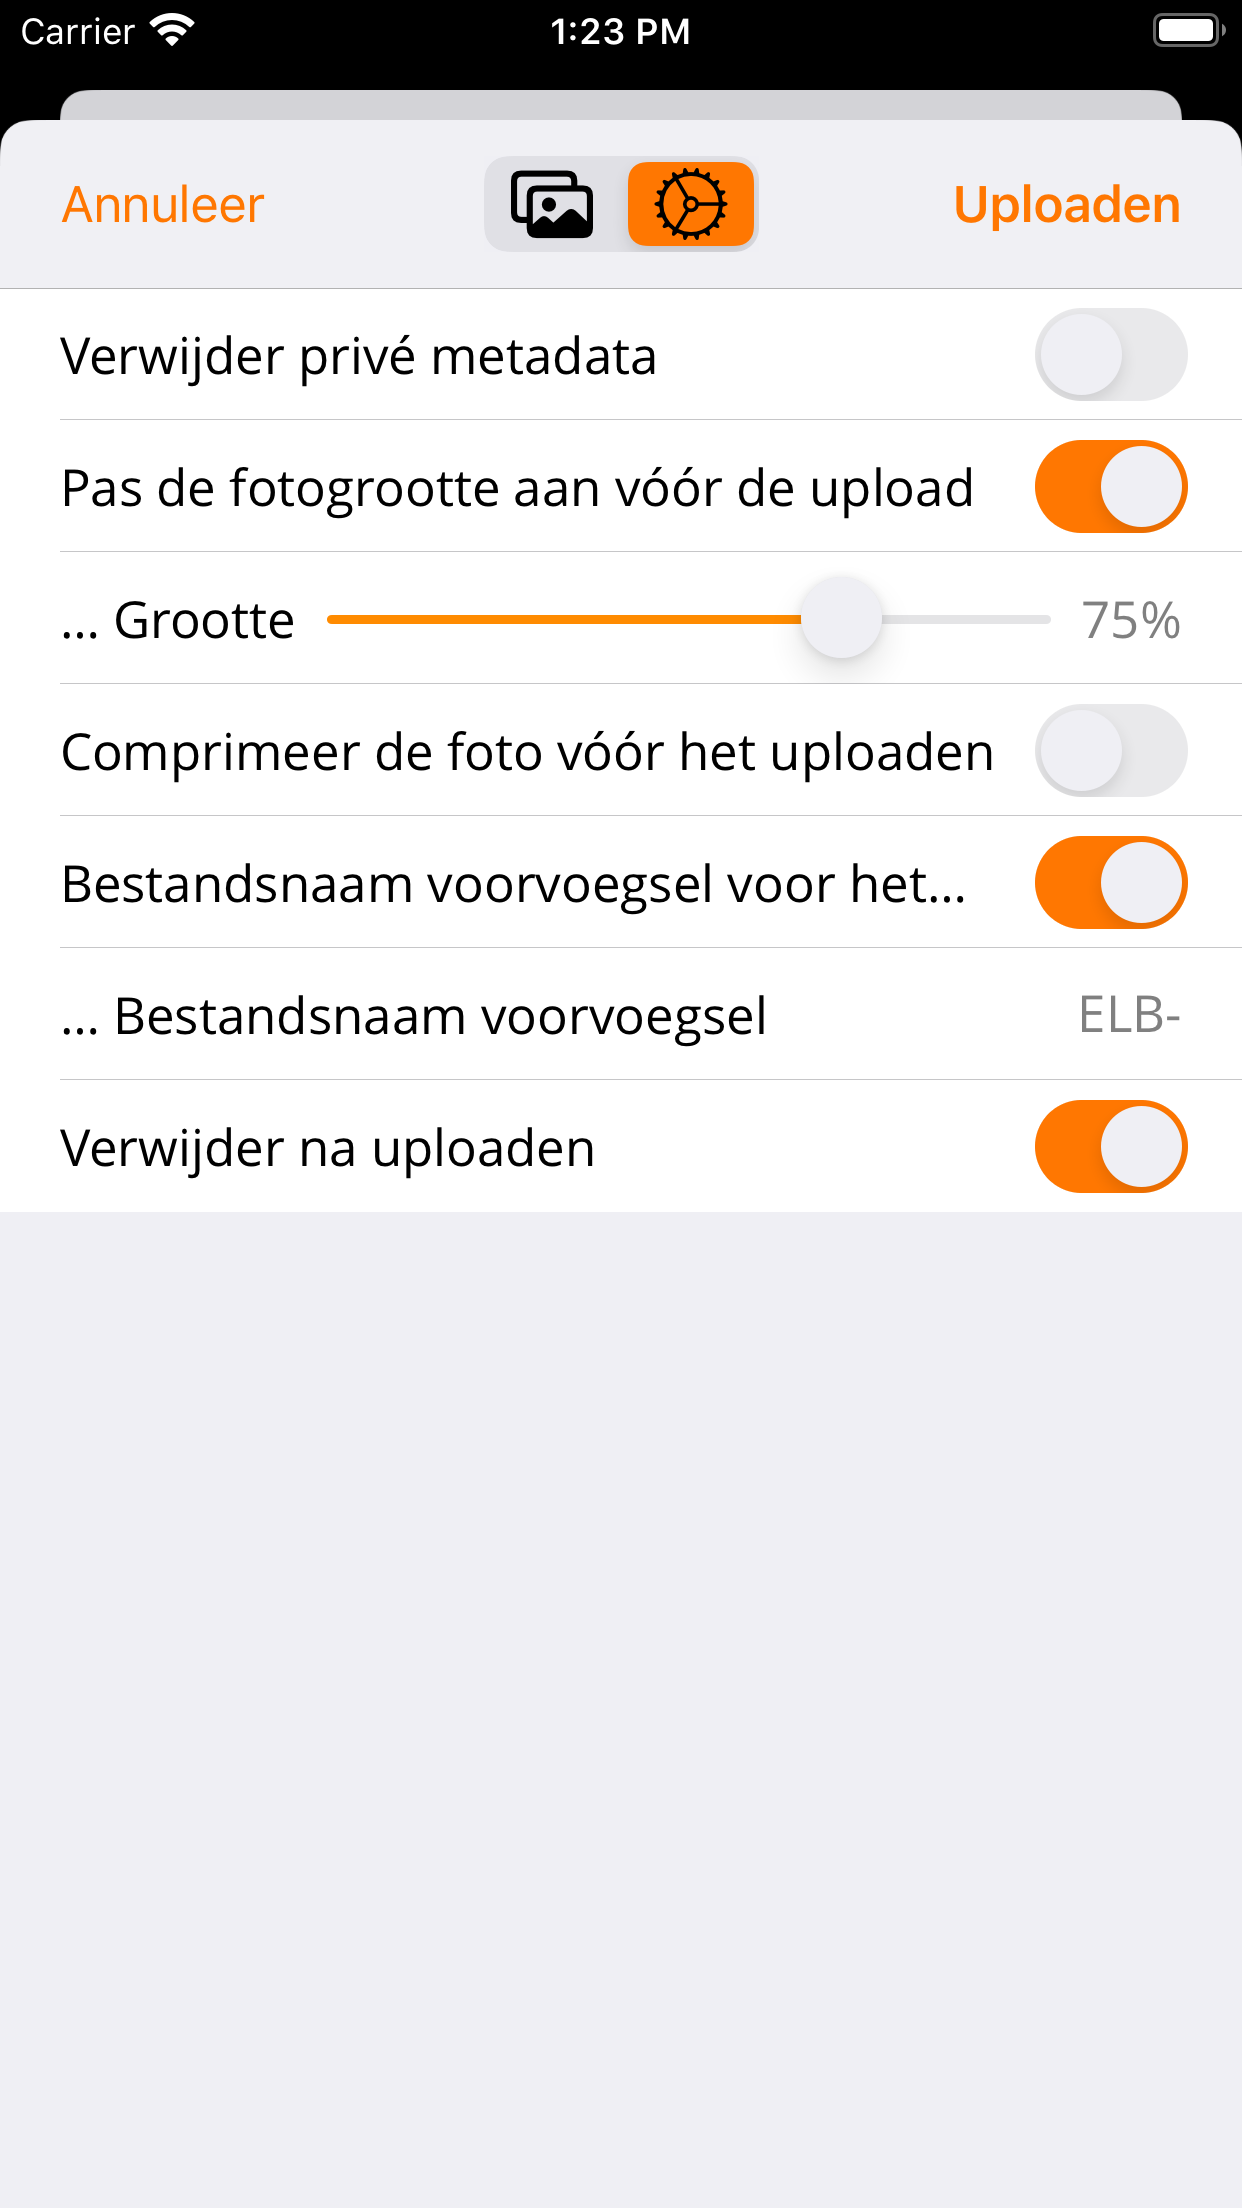 Carrier 1:23 PM
Annuleer Uploaden
Verwijder privé metadata
Pas de fotogrootte aan vóór de upload
... Grootte 75%
Comprimeer de foto vóór het uploaden
Bestandsnaam voorvoegsel voor het...
... Bestandsnaam voorvoegsel ELB-
Verwijder na uploaden